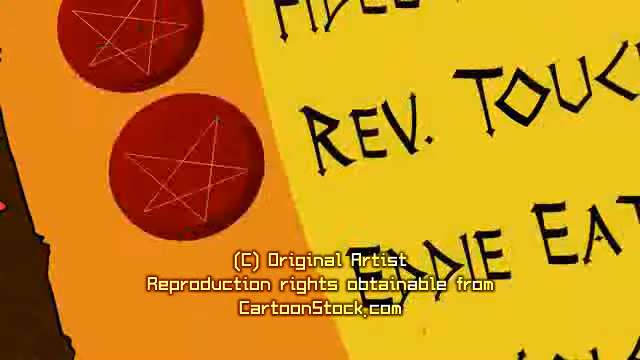 REV. TOUC
EDDIE EAT
(C) Original Artist
Reproduction rights obtainable from
CartoonStock.com